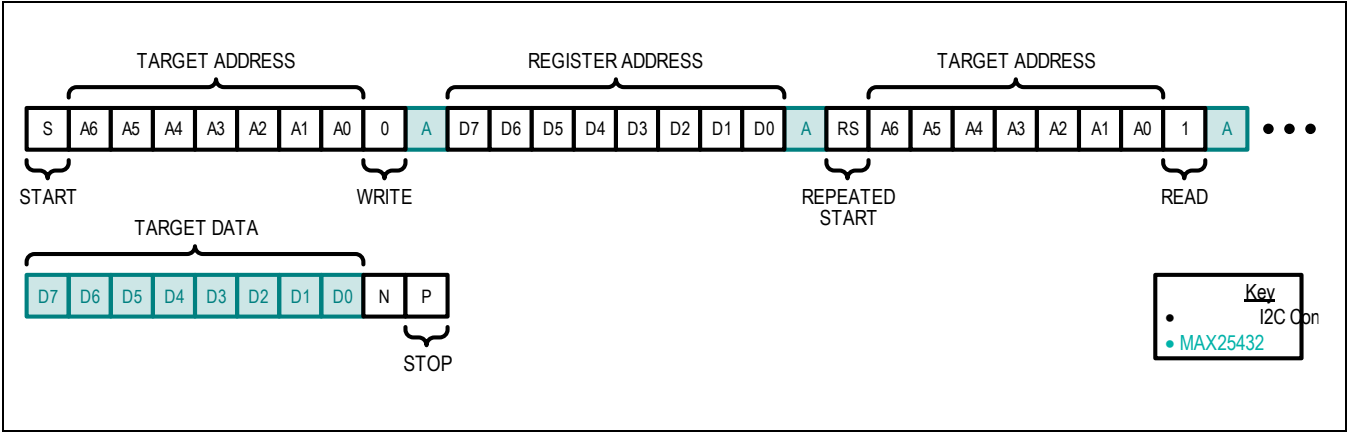 TARGET ADDRESS REGISTER ADDRESS TARGET ADDRESS
S A6 A5 A4 A3 A2 A1 A0 0 A D7 D6 D5 D4 D3 D2 D1 D0 A RS A6 A5 A4 A3 A2 A1 A0 1 A
START WRITE REPEATED START READ
TARGET DATA
D7 D6 D5 D4 D3 D2 D1 D0 N P
STOP
Key
• I2C Con
• MAX25432